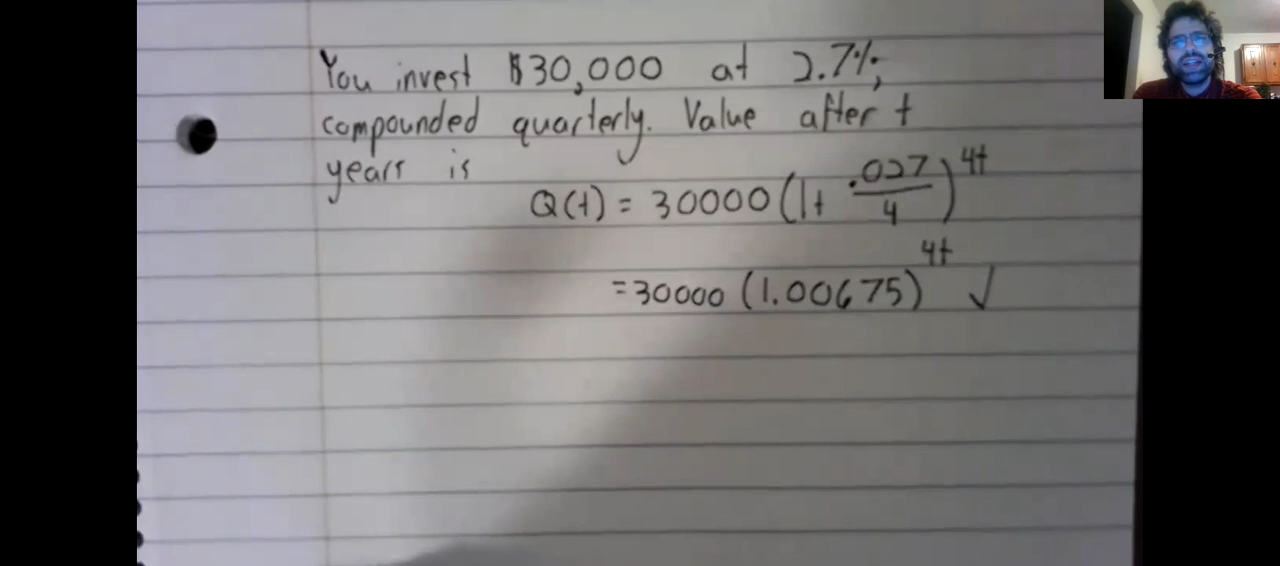 You invest $30,000 at 2.7%,
compounded quarterly. Value after t
years is
Q(t) = 30000(1+ .027/4)^4t
=30000 (1.00675)^4t ✓